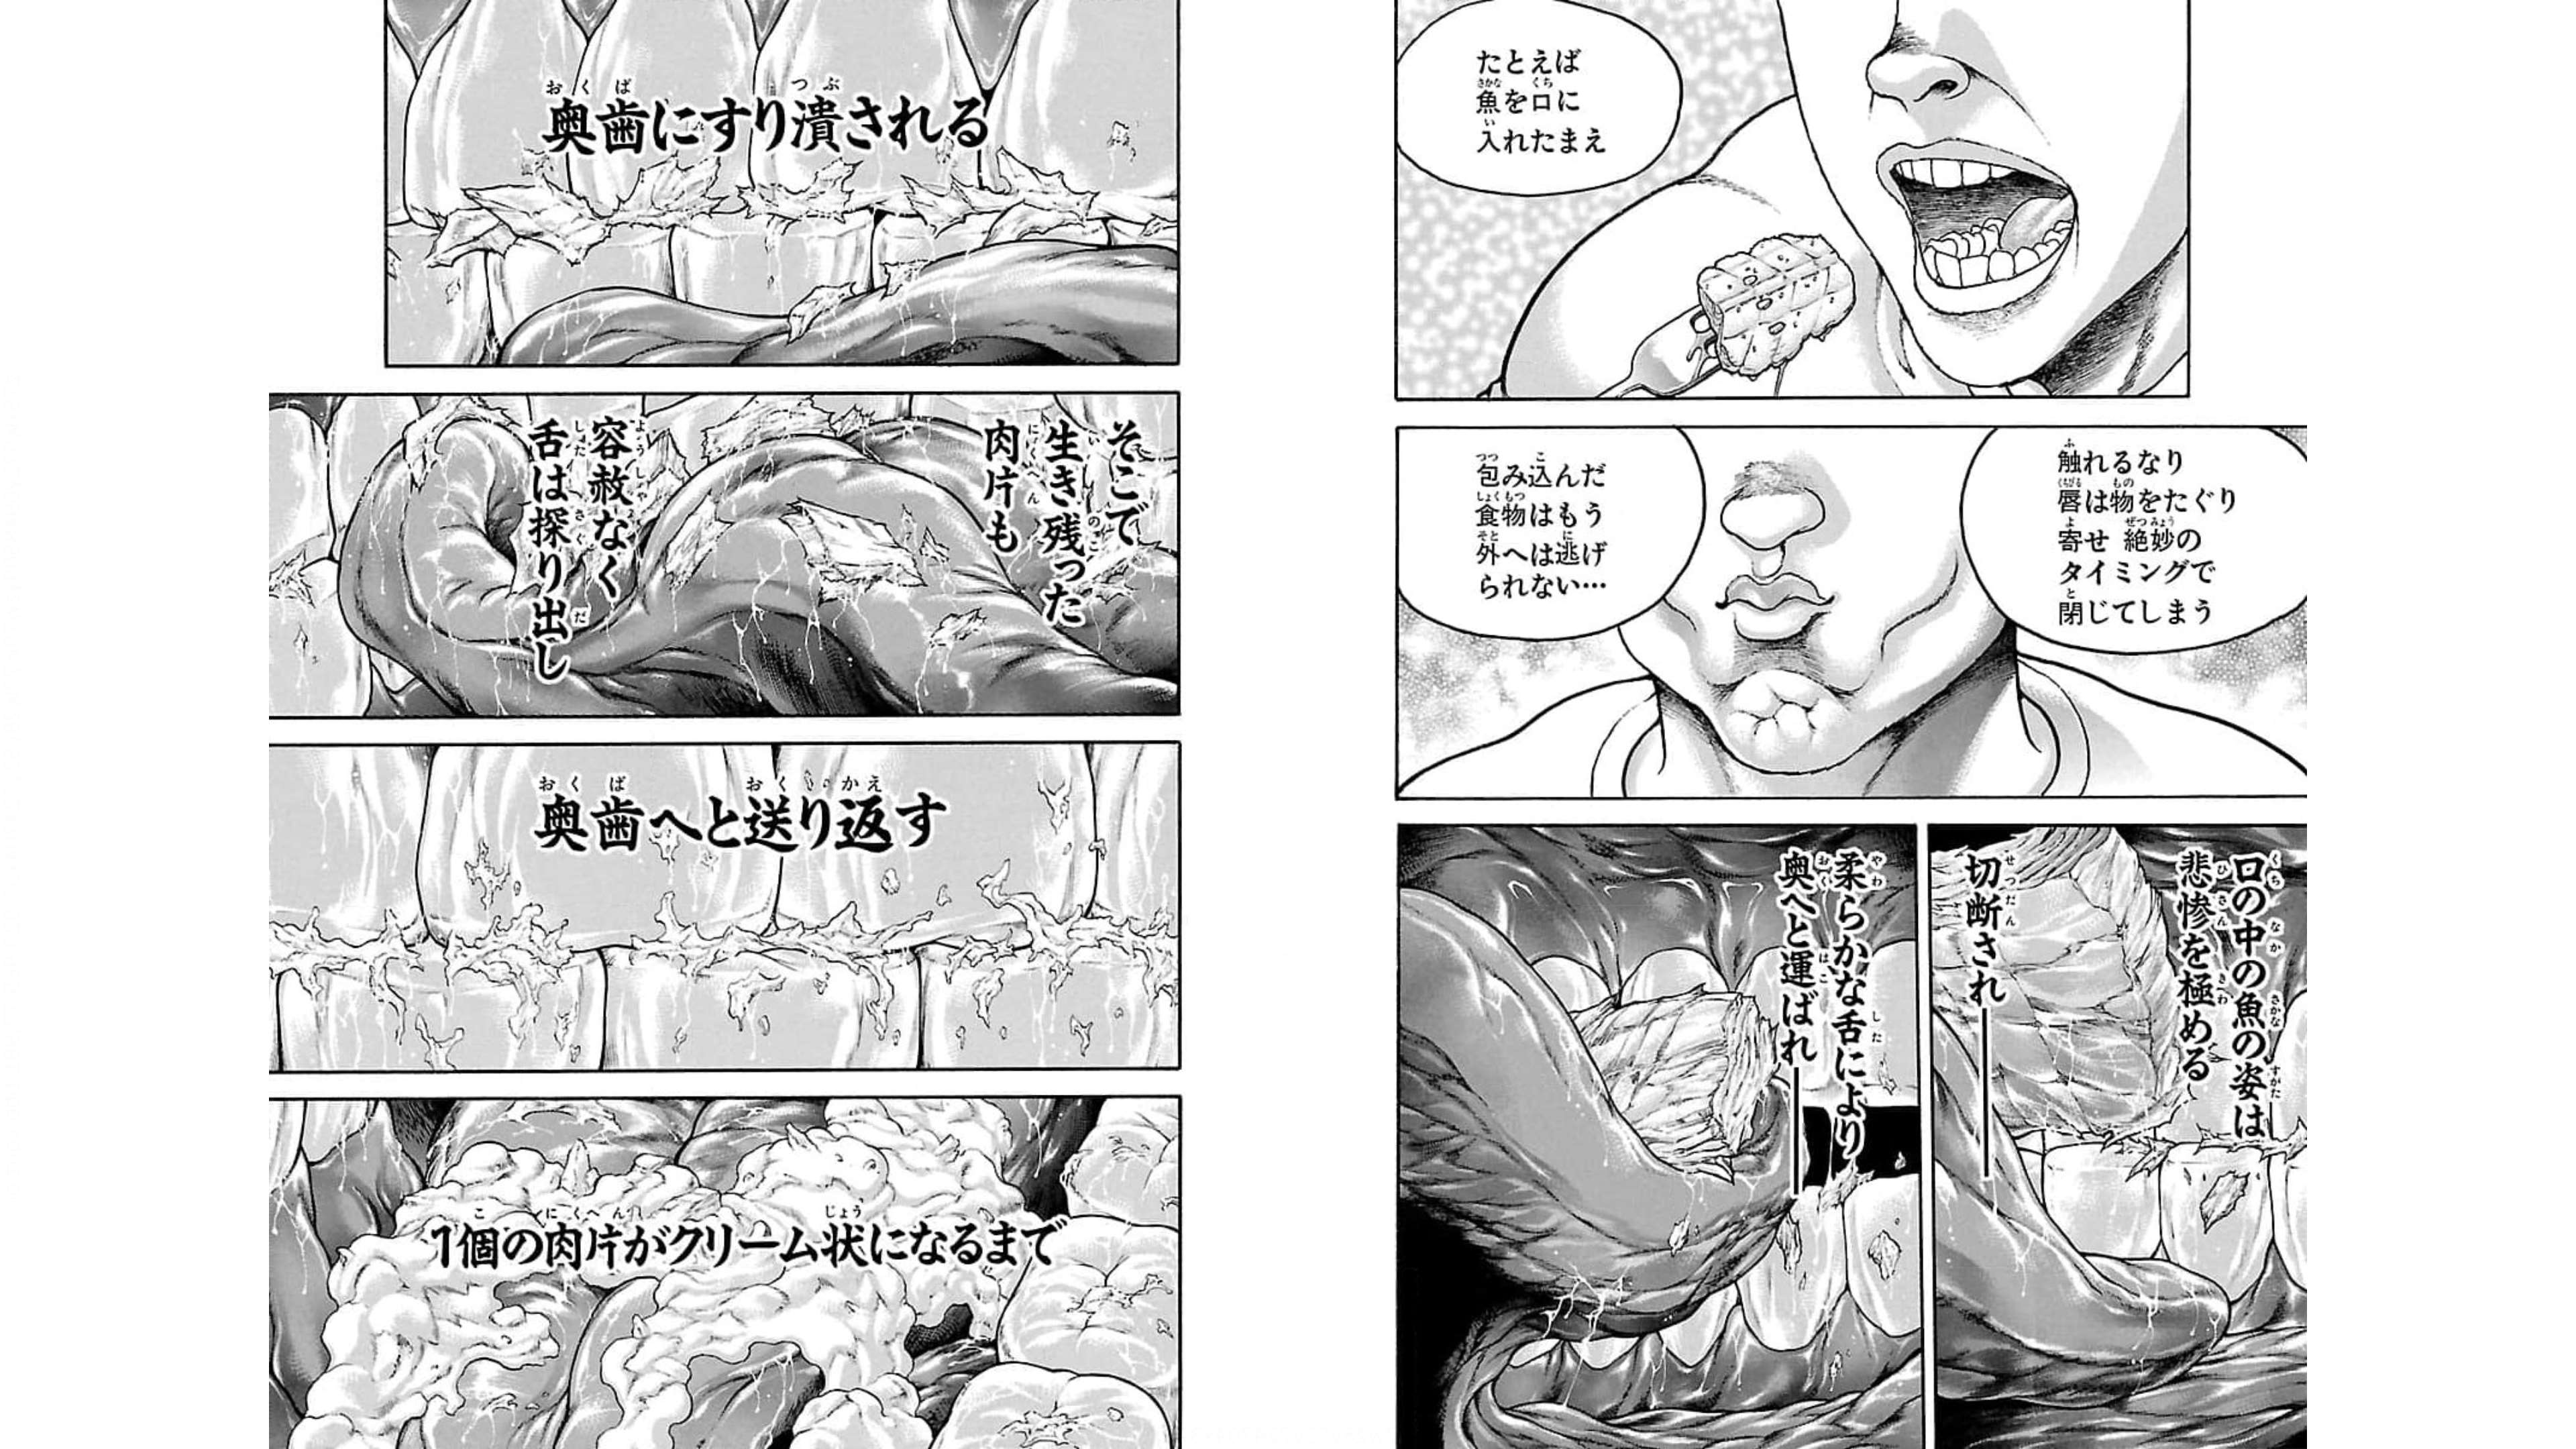 たとえば
魚を口に
入れたまえ
触れるなり
唇は物をたぐり
寄せ 絶妙の
タイミングで
閉じてしまう
包み込んだ
食物はもう
外へは逃げ
られない…
口の中の魚の姿は
悲惨を極める
切断され──
柔らかな舌により
奥へと運ばれ──
奥歯にすり潰される
そこで
生き残った
肉片も
容赦なく
舌は探り出し
奥歯へと送り返す
1個の肉片がクリーム状になるまで